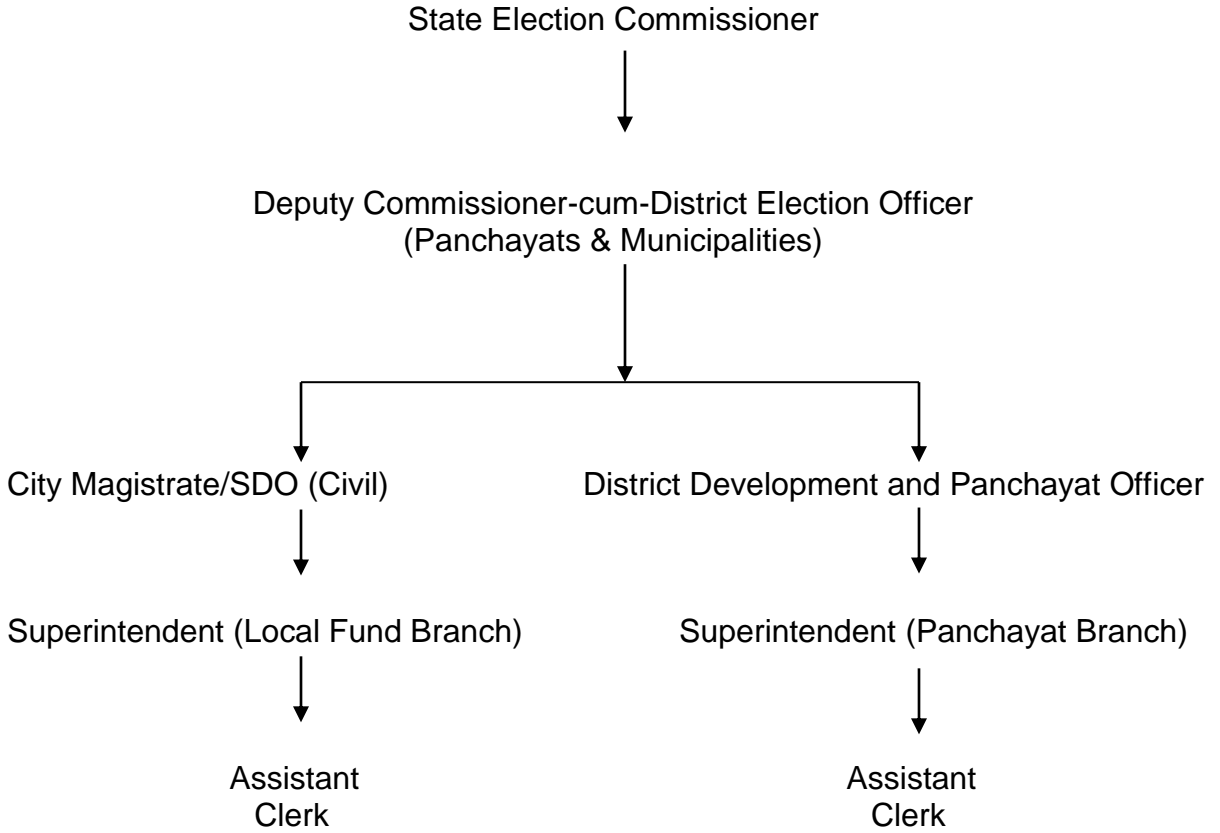 State Election Commissioner
Deputy Commissioner-cum-District Election Officer
(Panchayats & Municipalities)
City Magistrate/SDO (Civil)
District Development and Panchayat Officer
Superintendent (Local Fund Branch)
Superintendent (Panchayat Branch)
Assistant
Clerk
Assistant
Clerk